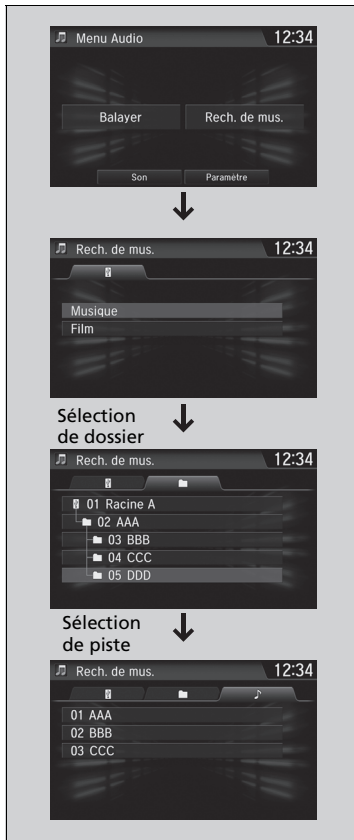 Menu Audio 12:34
Balayer Rech. de mus.
Son Paramètre
Rech. de mus. 12:34
Musique
Film
Sélection
de dossier
Rech. de mus. 12:34
01 Racine A
02 AAA
03 BBB
04 CCC
05 DDD
Sélection
de piste
Rech. de mus. 12:34
01 AAA
02 BBB
03 CCC